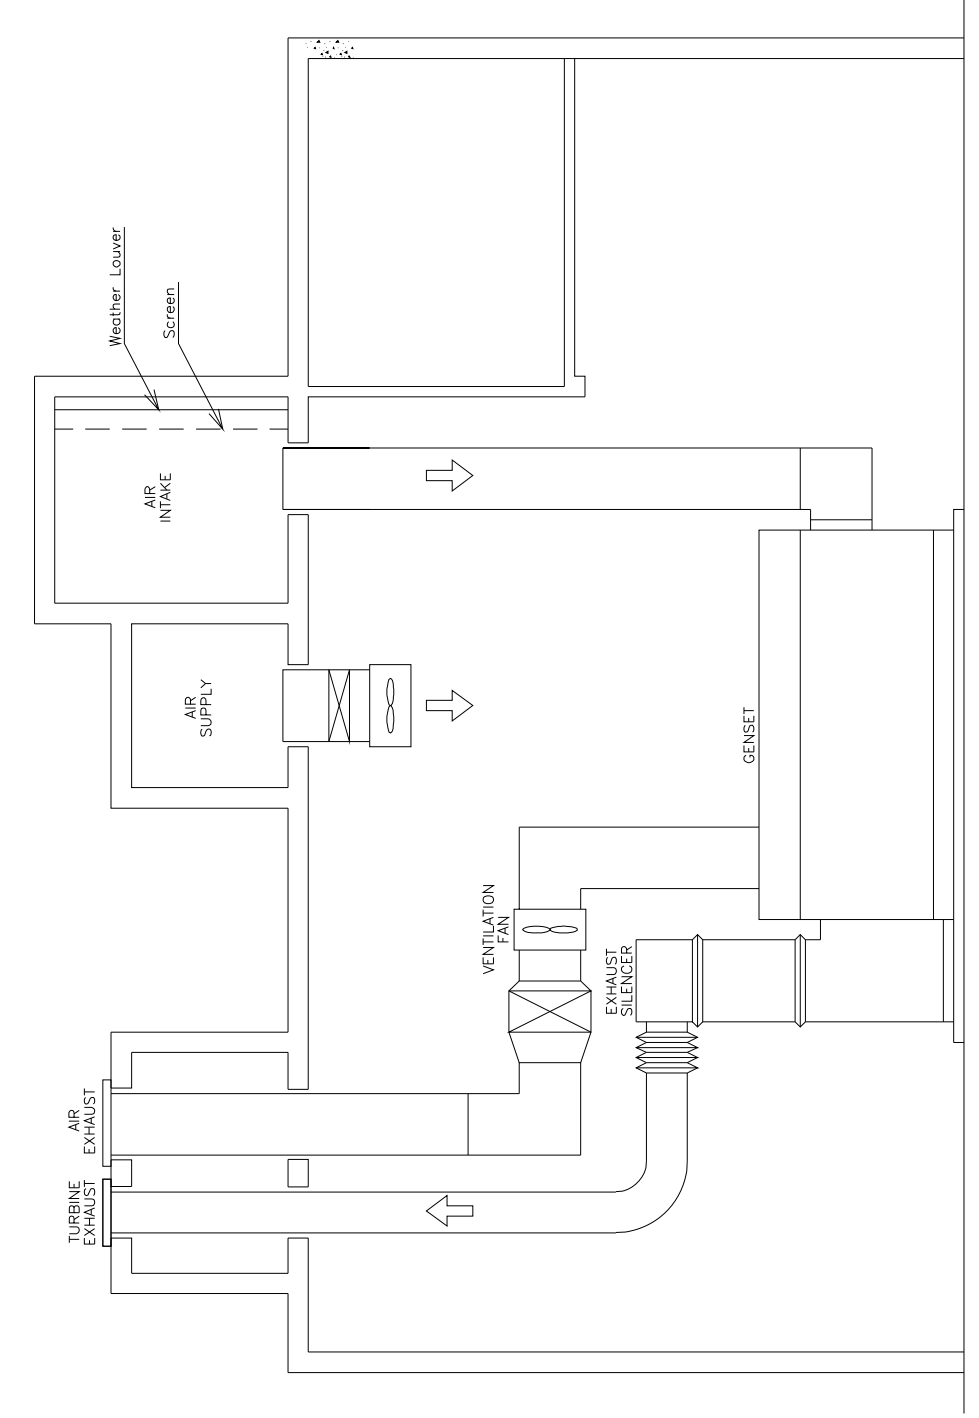 Weather Louver
Screen
AIR
INTAKE
AIR
SUPPLY
GENSET
VENTILATION
FAN
EXHAUST
SILENCER
AIR
EXHAUST
TURBINE
EXHAUST